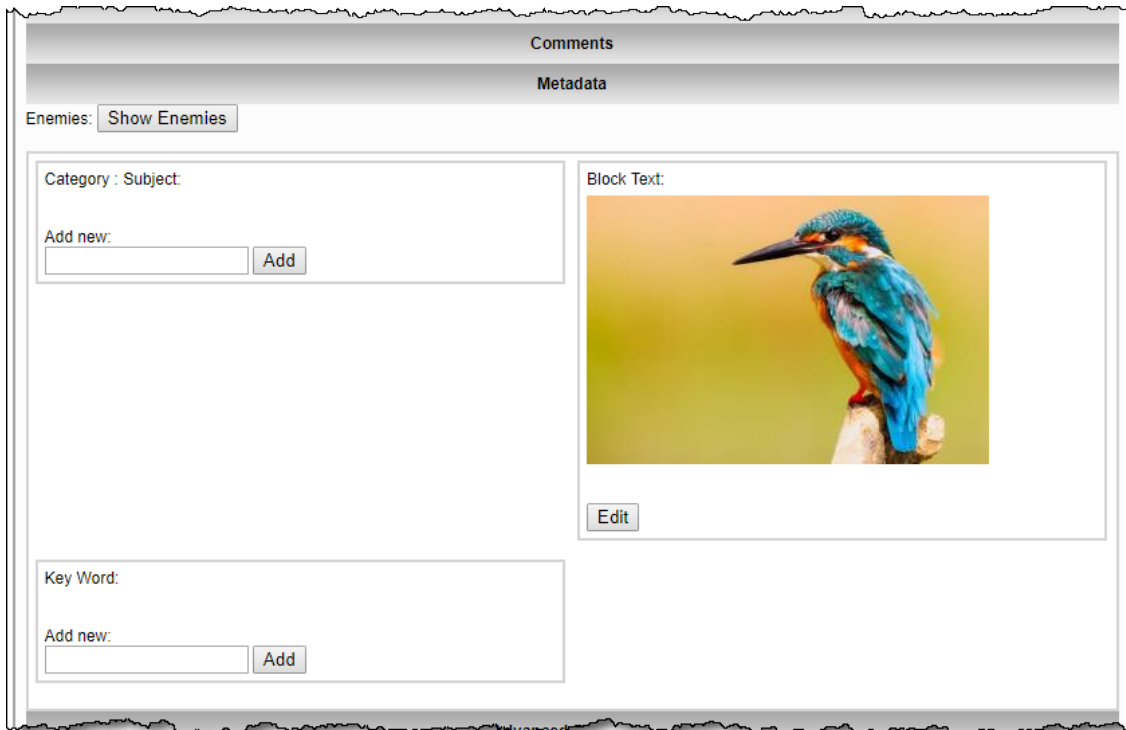 Comments
Metadata
Enemies: Show Enemies
Category : Subject:
Add new:
Add
Block Text:
Edit
Key Word:
Add new:
Add